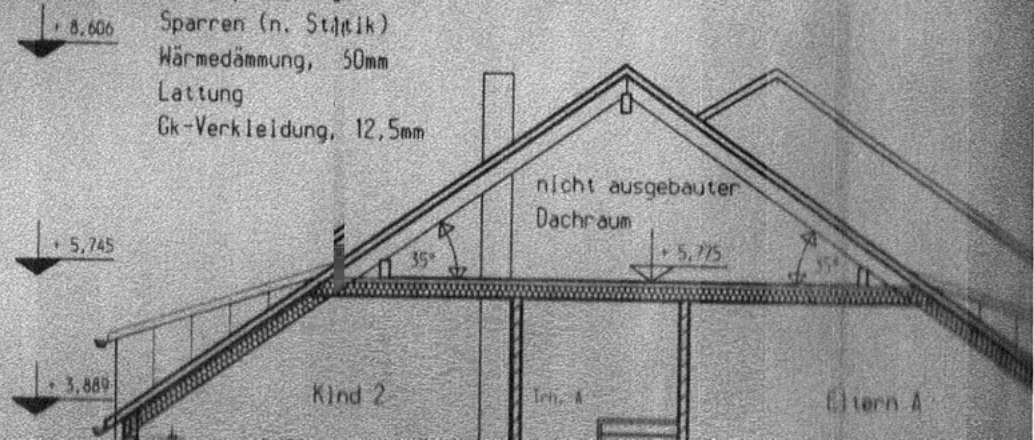 + 8,606
Sparren (n. Statik)
Wärmedämmung, 50mm
Lattung
Gk-Verkleidung, 12,5mm
nicht ausgebauter
Dachraum
+ 5,745
35°
+ 5,775
35°
+ 3,889
Kind 2
Eltern A